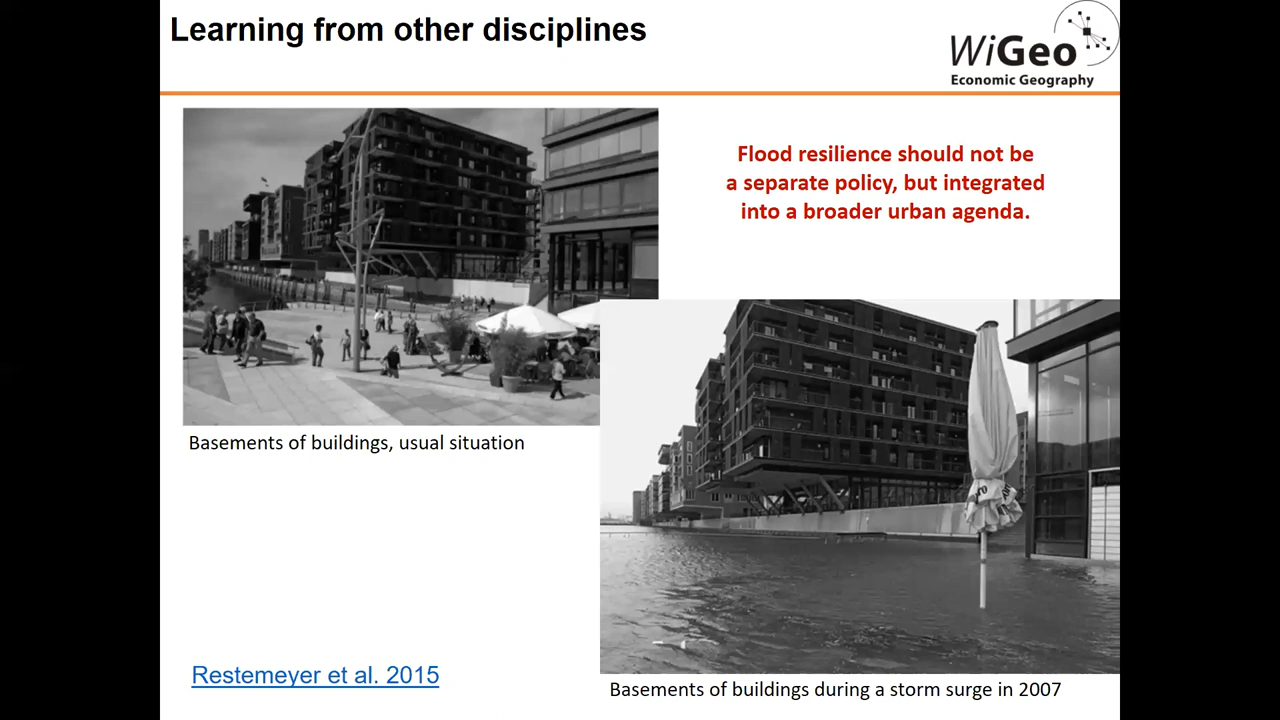 Learning from other disciplines
WiGeo
Economic Geography
Flood resilience should not be
a separate policy, but integrated
into a broader urban agenda.
Basements of buildings, usual situation
Restemeyer et al. 2015
Basements of buildings during a storm surge in 2007